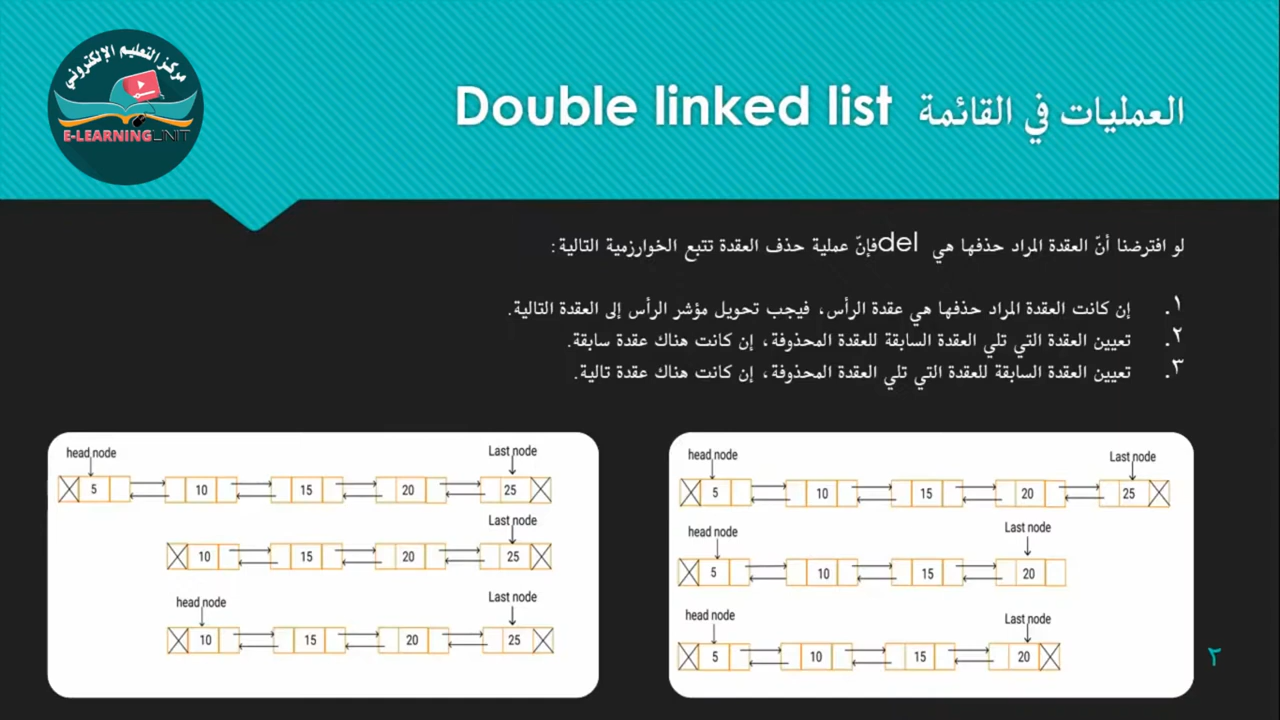 مركز التعليم الإلكتروني
E-LEARNING UNIT
العمليات في القائمة Double linked list
لو افترضنا أنّ العقدة المراد حذفها هي delفإنّ عملية حذف العقدة تتبع الخوارزمية التالية:
١. إن كانت العقدة المراد حذفها هي عقدة الرأس، فيجب تحويل مؤشر الرأس إلى العقدة التالية.
٢. تعيين العقدة التي تلي العقدة السابقة للعقدة المحذوفة، إن كانت هناك عقدة سابقة.
٣. تعيين العقدة السابقة للعقدة التي تلي العقدة المحذوفة، إن كانت هناك عقدة تالية.
head node Last node
5 10 15 20 25
Last node
10 15 20 25
head node Last node
10 15 20 25
head node Last node
5 10 15 20 25
head node Last node
5 10 15 20
head node Last node
5 10 15 20
٢